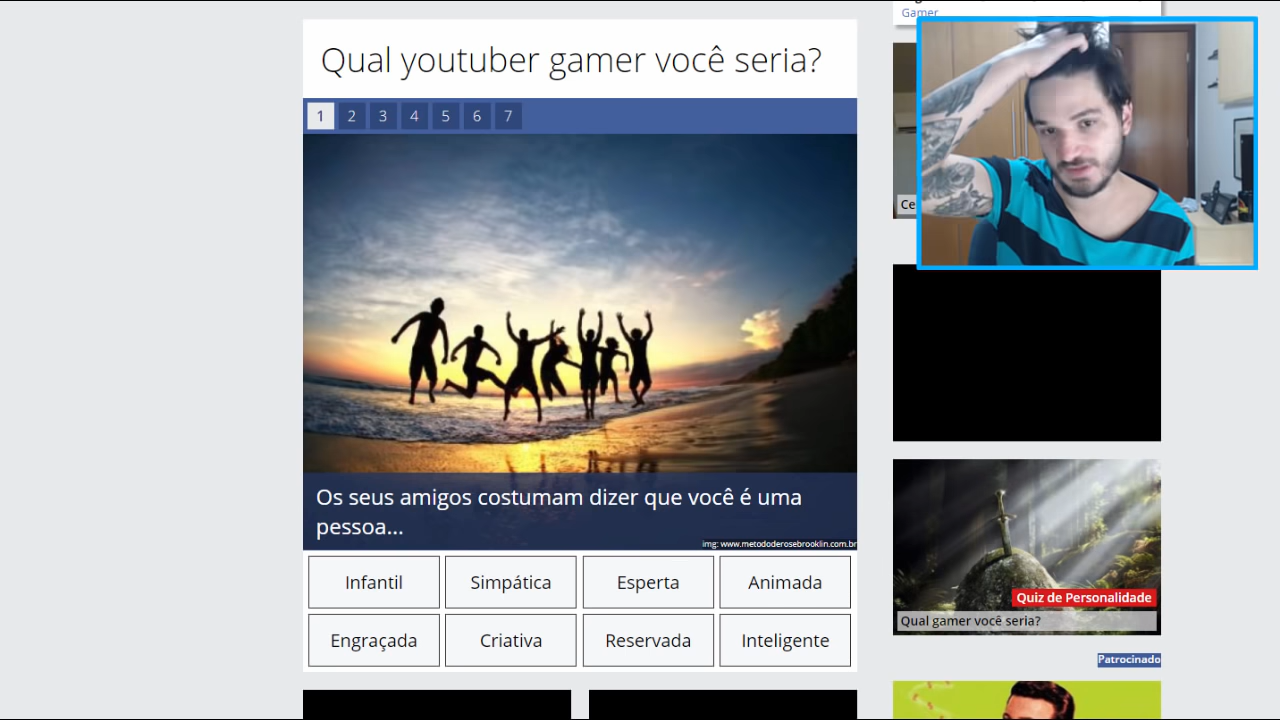 Gamer
Qual youtuber gamer você seria?
1 2 3 4 5 6 7
Ce
Os seus amigos costumam dizer que você é uma
pessoa...
img: www.metododerosebrooklin.com.br
Infantil Simpática Esperta Animada
Engraçada Criativa Reservada Inteligente
Quiz de Personalidade
Qual gamer você seria?
Patrocinado